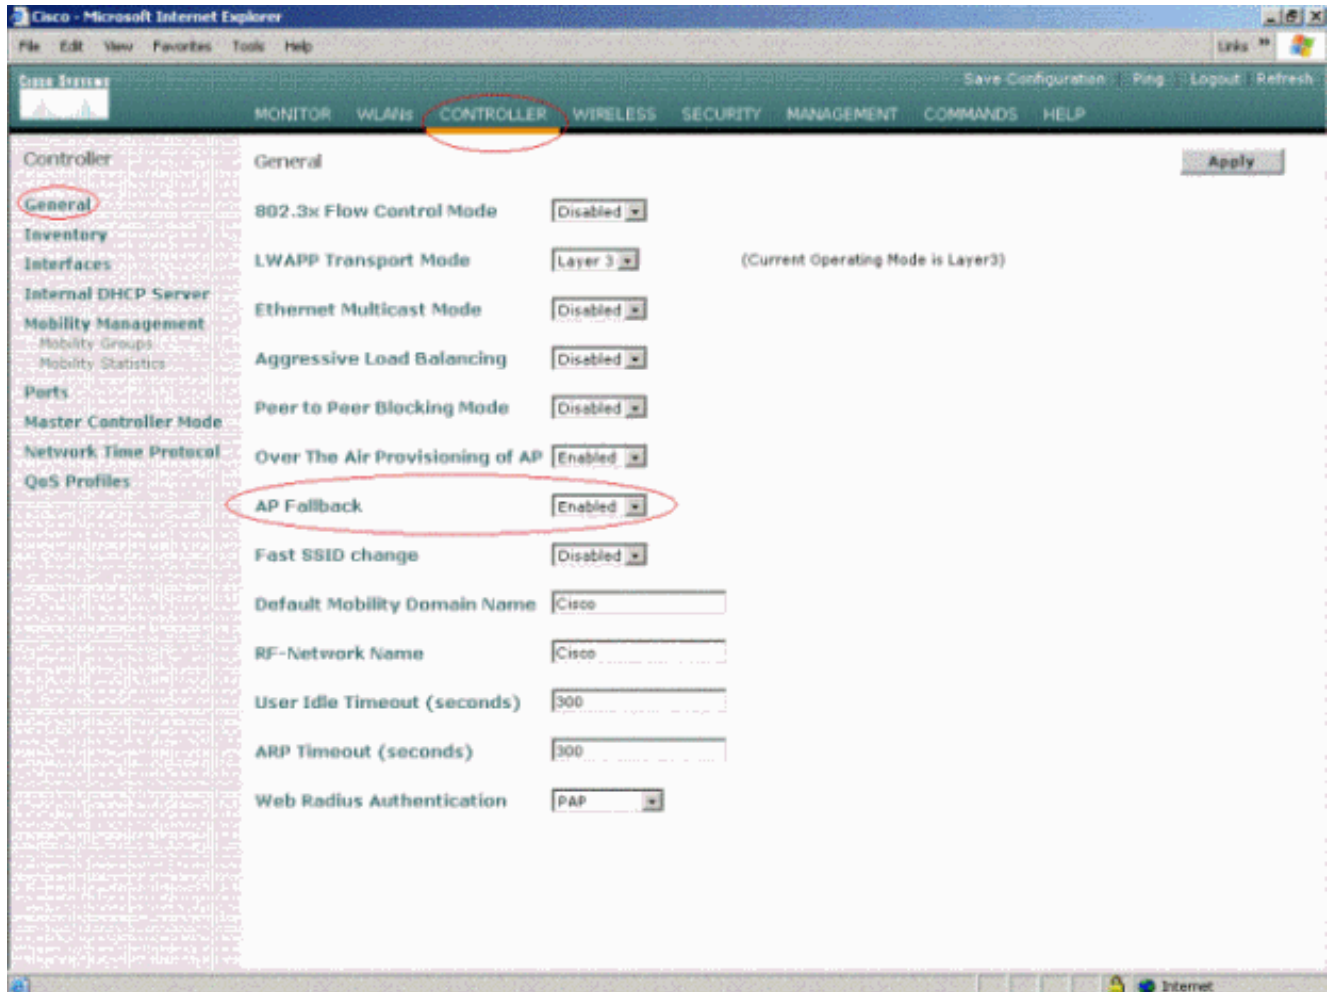 Cisco - Microsoft Internet Explorer
File Edit View Favorites Tools Help
Links »
Cisco Systems
Save Configuration Ping Logout Refresh
MONITOR WLANs CONTROLLER WIRELESS SECURITY MANAGEMENT COMMANDS HELP
Controller
General
Inventory
Interfaces
Internal DHCP Server
Mobility Management
Mobility Groups
Mobility Statistics
Ports
Master Controller Mode
Network Time Protocol
QoS Profiles
General
Apply
802.3x Flow Control Mode Disabled
LWAPP Transport Mode Layer 3 (Current Operating Mode is Layer3)
Ethernet Multicast Mode Disabled
Aggressive Load Balancing Disabled
Peer to Peer Blocking Mode Disabled
Over The Air Provisioning of AP Enabled
AP Fallback Enabled
Fast SSID change Disabled
Default Mobility Domain Name Cisco
RF-Network Name Cisco
User Idle Timeout (seconds) 300
ARP Timeout (seconds) 300
Web Radius Authentication PAP
Internet